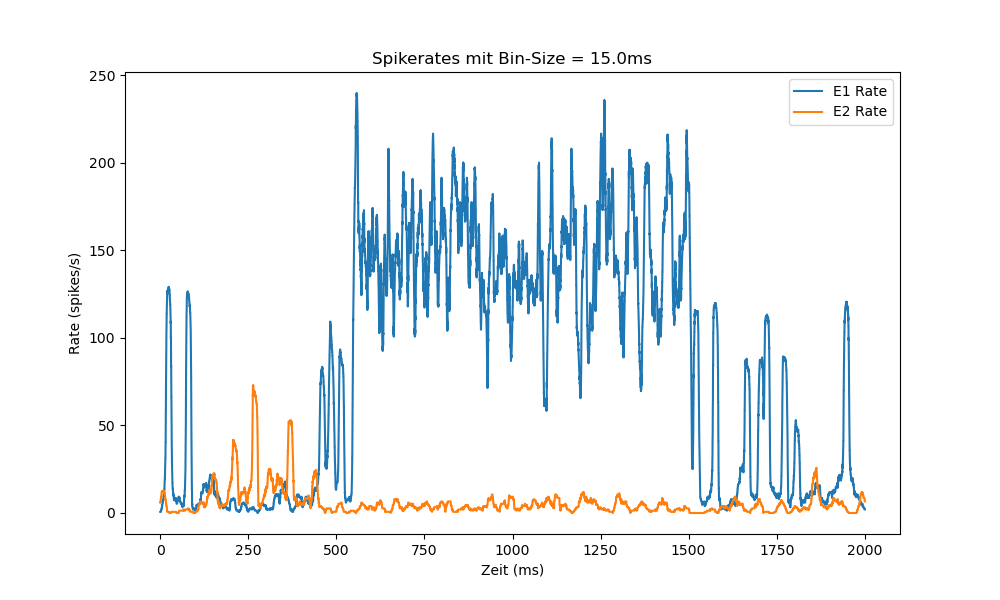 Spikerates mit Bin-Size = 15.0ms
E1 Rate
E2 Rate
250
200
150
100
50
0
Rate (spikes/s)
0 250 500 750 1000 1250 1500 1750 2000
Zeit (ms)